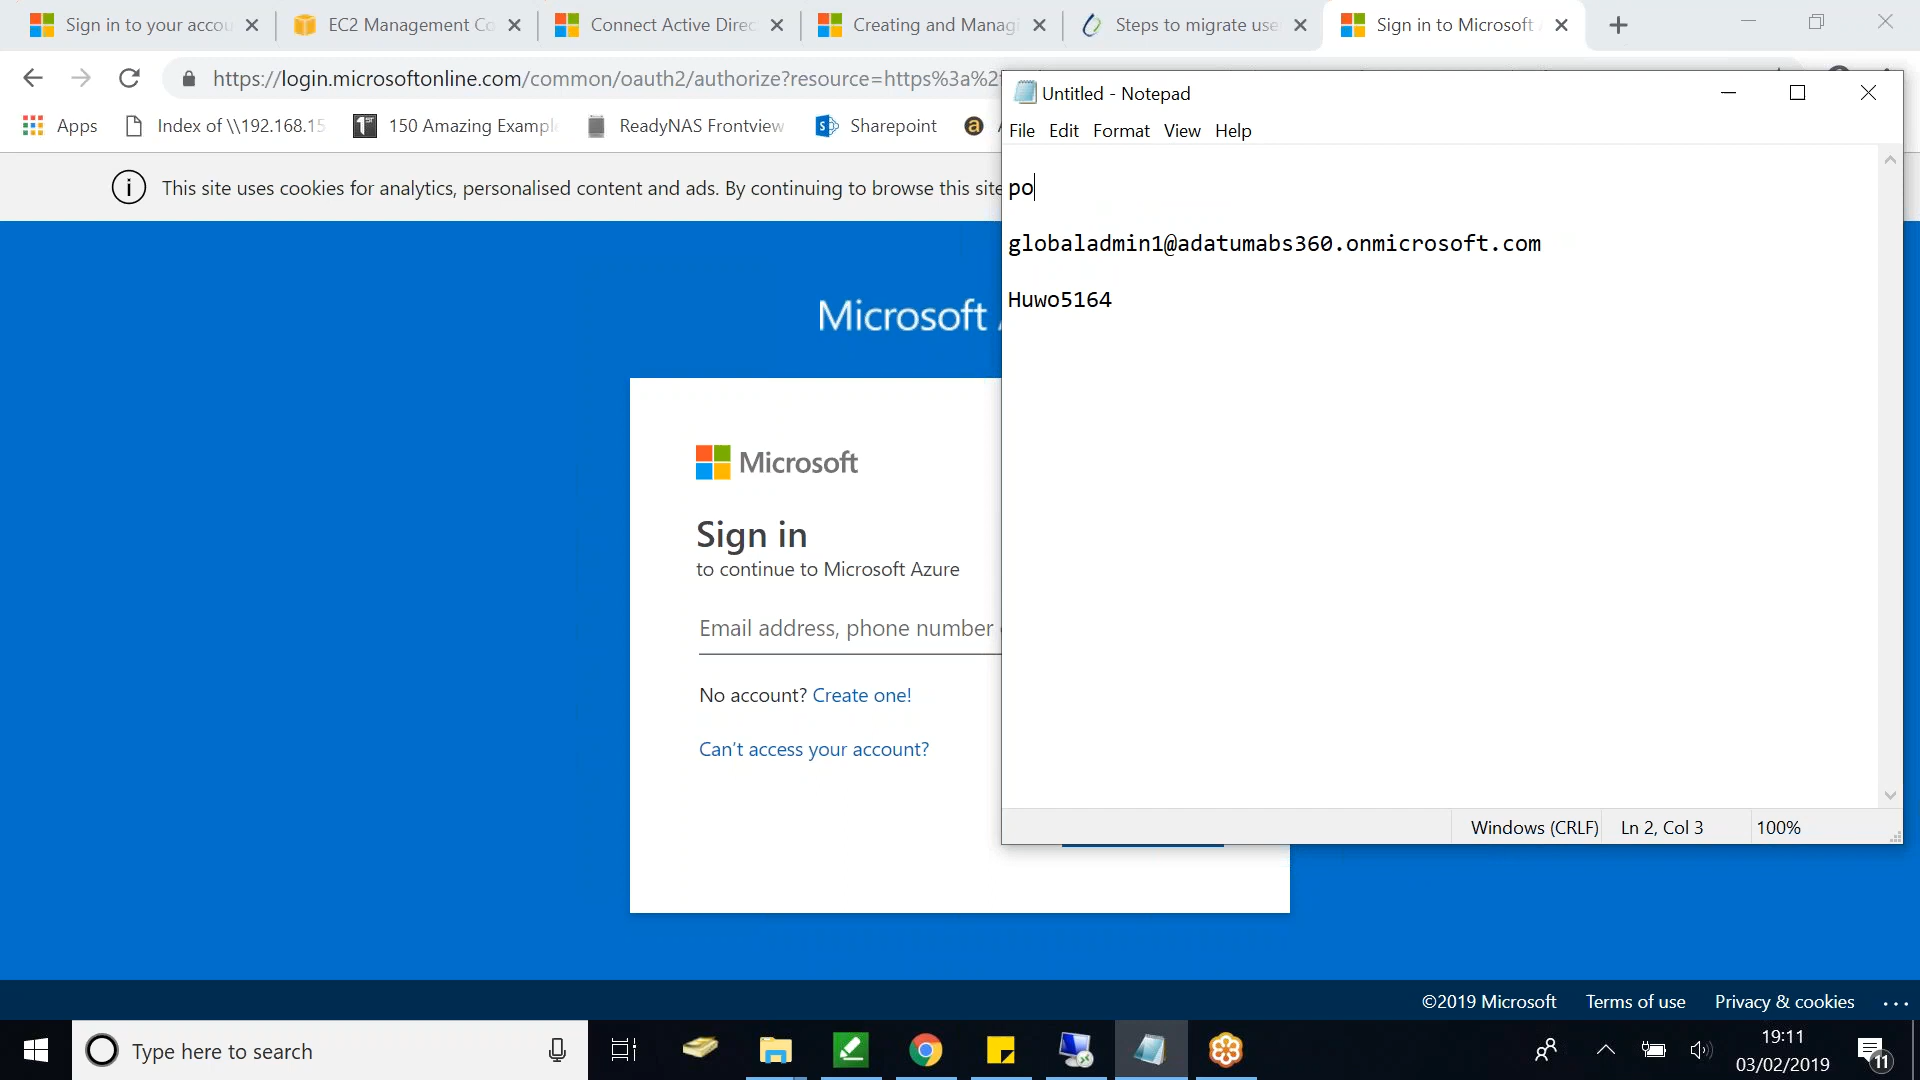 Sign in to your accou
EC2 Management Co
Connect Active Direc
Creating and Managi
Steps to migrate use
Sign in to Microsoft
https://login.microsoftonline.com/common/oauth2/authorize?resource=https%3a%2
Apps
Index of \\192.168.15
150 Amazing Example
ReadyNAS Frontview
Sharepoint
Untitled - Notepad
File Edit Format View Help
This site uses cookies for analytics, personalised content and ads. By continuing to browse this site
po
globaladmin1@adatumabs360.onmicrosoft.com
Huwo5164
Microsoft
Microsoft
Sign in
to continue to Microsoft Azure
Email address, phone number
No account? Create one!
Can't access your account?
Windows (CRLF) Ln 2, Col 3 100%
©2019 Microsoft Terms of use Privacy & cookies ...
Type here to search
19:11
03/02/2019
11